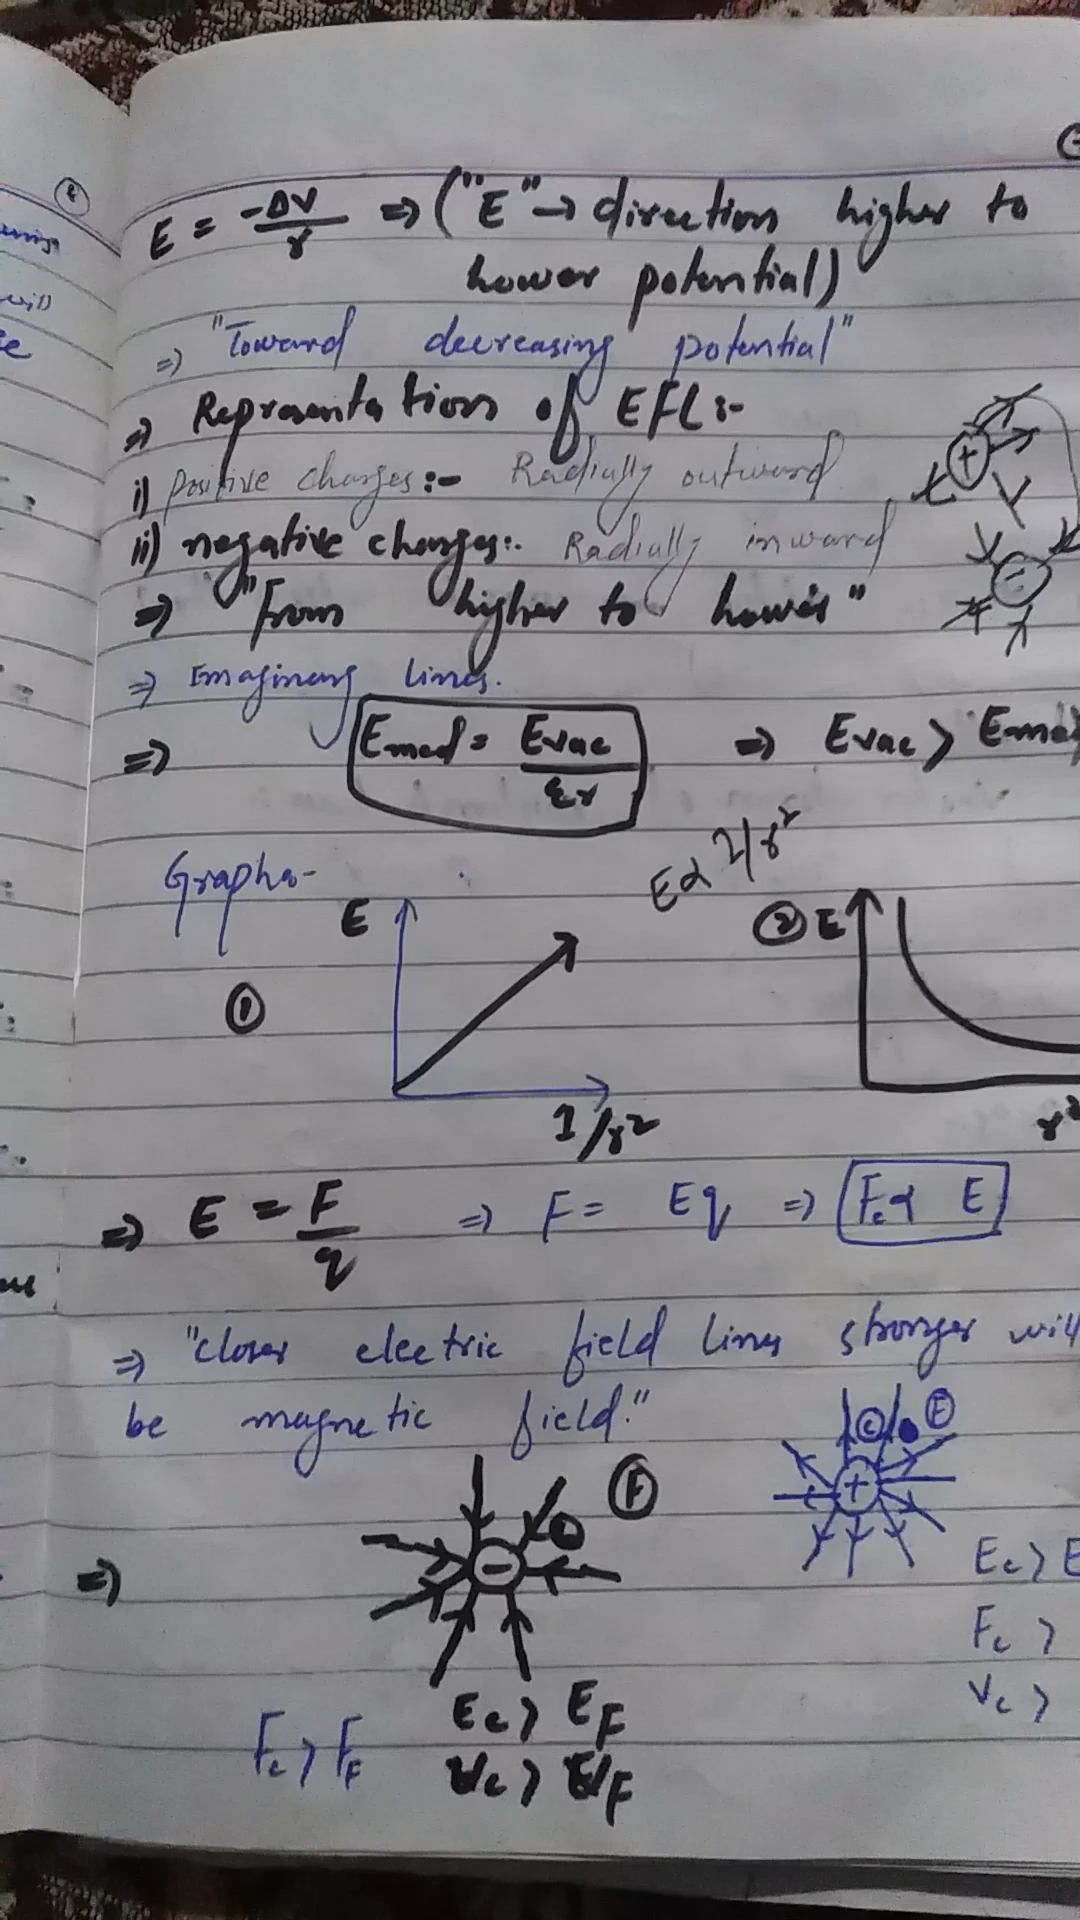 E = -ΔV/r ⇒ ("E" → direction higher to
lower potential)
⇒ "Toward decreasing potential"
⇒ Representation of EFL :-
i) Positive charges :- Radially outward
ii) negative charges :- Radially inward
⇒ "From higher to lower"
⇒ Imaginary lines.
⇒ Emed = Evac/εr ⇒ Evac > Emed
Graph :-
E ∝ 1/r²
① E 1/r²
② E r²
⇒ E = F/q ⇒ F = Eq ⇒ Fc ∝ E
⇒ "closer electric field lines stronger will
be magnetic field."
C F
+
⇒ - F
Ec > E
Fc >
Vc >
Ec > EF
Fc > FF
Vc > VF